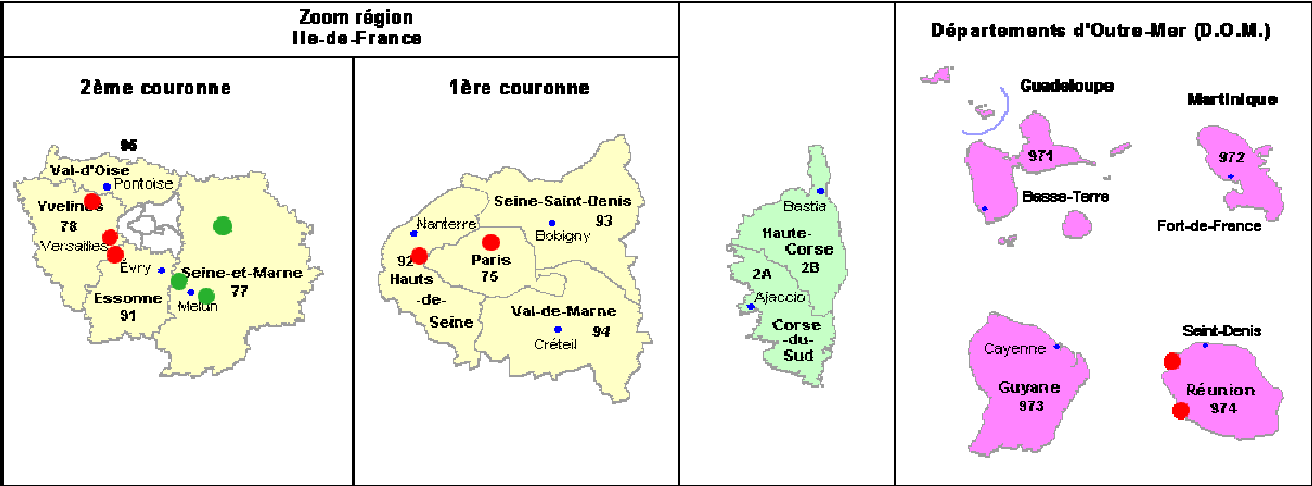 Zoom région
Ile-de-France
2ème couronne
95
Val-d'Oise
Pontoise
Yvelines
78
Versailles
Évry
Seine-et-Marne
77
Essonne
91
Melun
1ère couronne
Seine-Saint-Denis
93
Nanterre
Bobigny
92
Hauts
-de-
Seine
Paris
75
Val-de-Marne
94
Créteil
Bastia
Haute-
Corse
2B
2A
Ajaccio
Corse
-du-
Sud
Départements d'Outre-Mer (D.O.M.)
Guadeloupe
971
Basse-Terre
Martinique
972
Fort-de-France
Cayenne
Guyane
973
Saint-Denis
Réunion
974